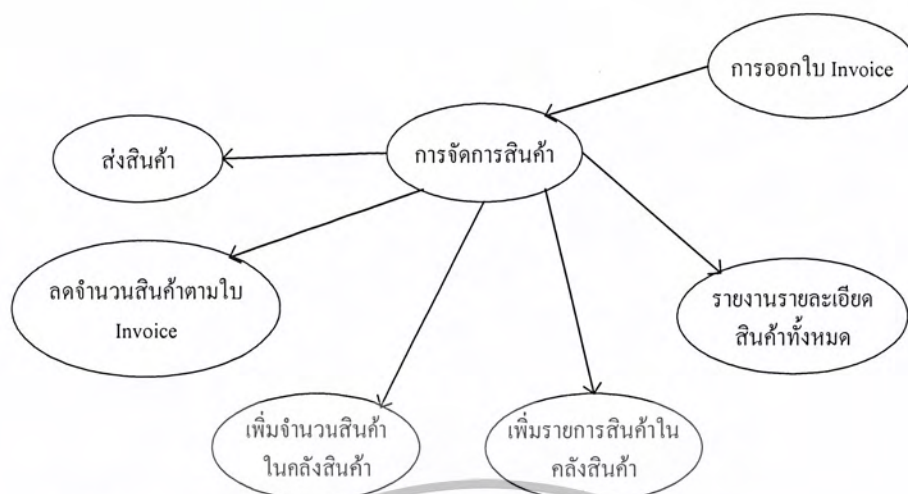 การออกใบ Invoice
ส่งสินค้า
การจัดการสินค้า
ลดจำนวนสินค้าตามใบ
Invoice
รายงานรายละเอียด
สินค้าทั้งหมด
เพิ่มจำนวนสินค้า
ในคลังสินค้า
เพิ่มรายการสินค้าใน
คลังสินค้า